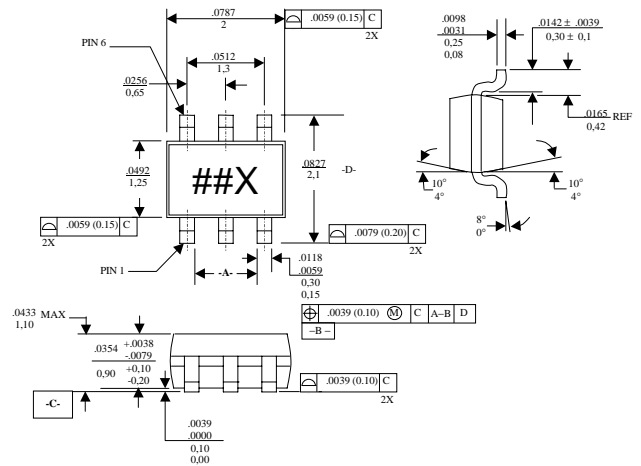 .0787
2
.0059 (0.15) C
2X
PIN 6
.0512
1,3
.0256
0,65
.0492
1,25
##X
.0827
2,1
-D-
.0059 (0.15) C
2X
.0079 (0.20) C
2X
PIN 1
-A-
.0118
.0059
0,30
0,15
.0039 (0.10) M C A–B D
–B –
.0098
.0031
0,25
0,08
.0142 ± .0039
0,30 ± 0,1
.0165 REF
0,42
10°
4°
10°
4°
8°
0°
.0433 MAX
1,10
.0354 +.0038
-.0079
0,90 +0,10
-0,20
-C-
.0039 (0.10) C
2X
.0039
.0000
0,10
0,00